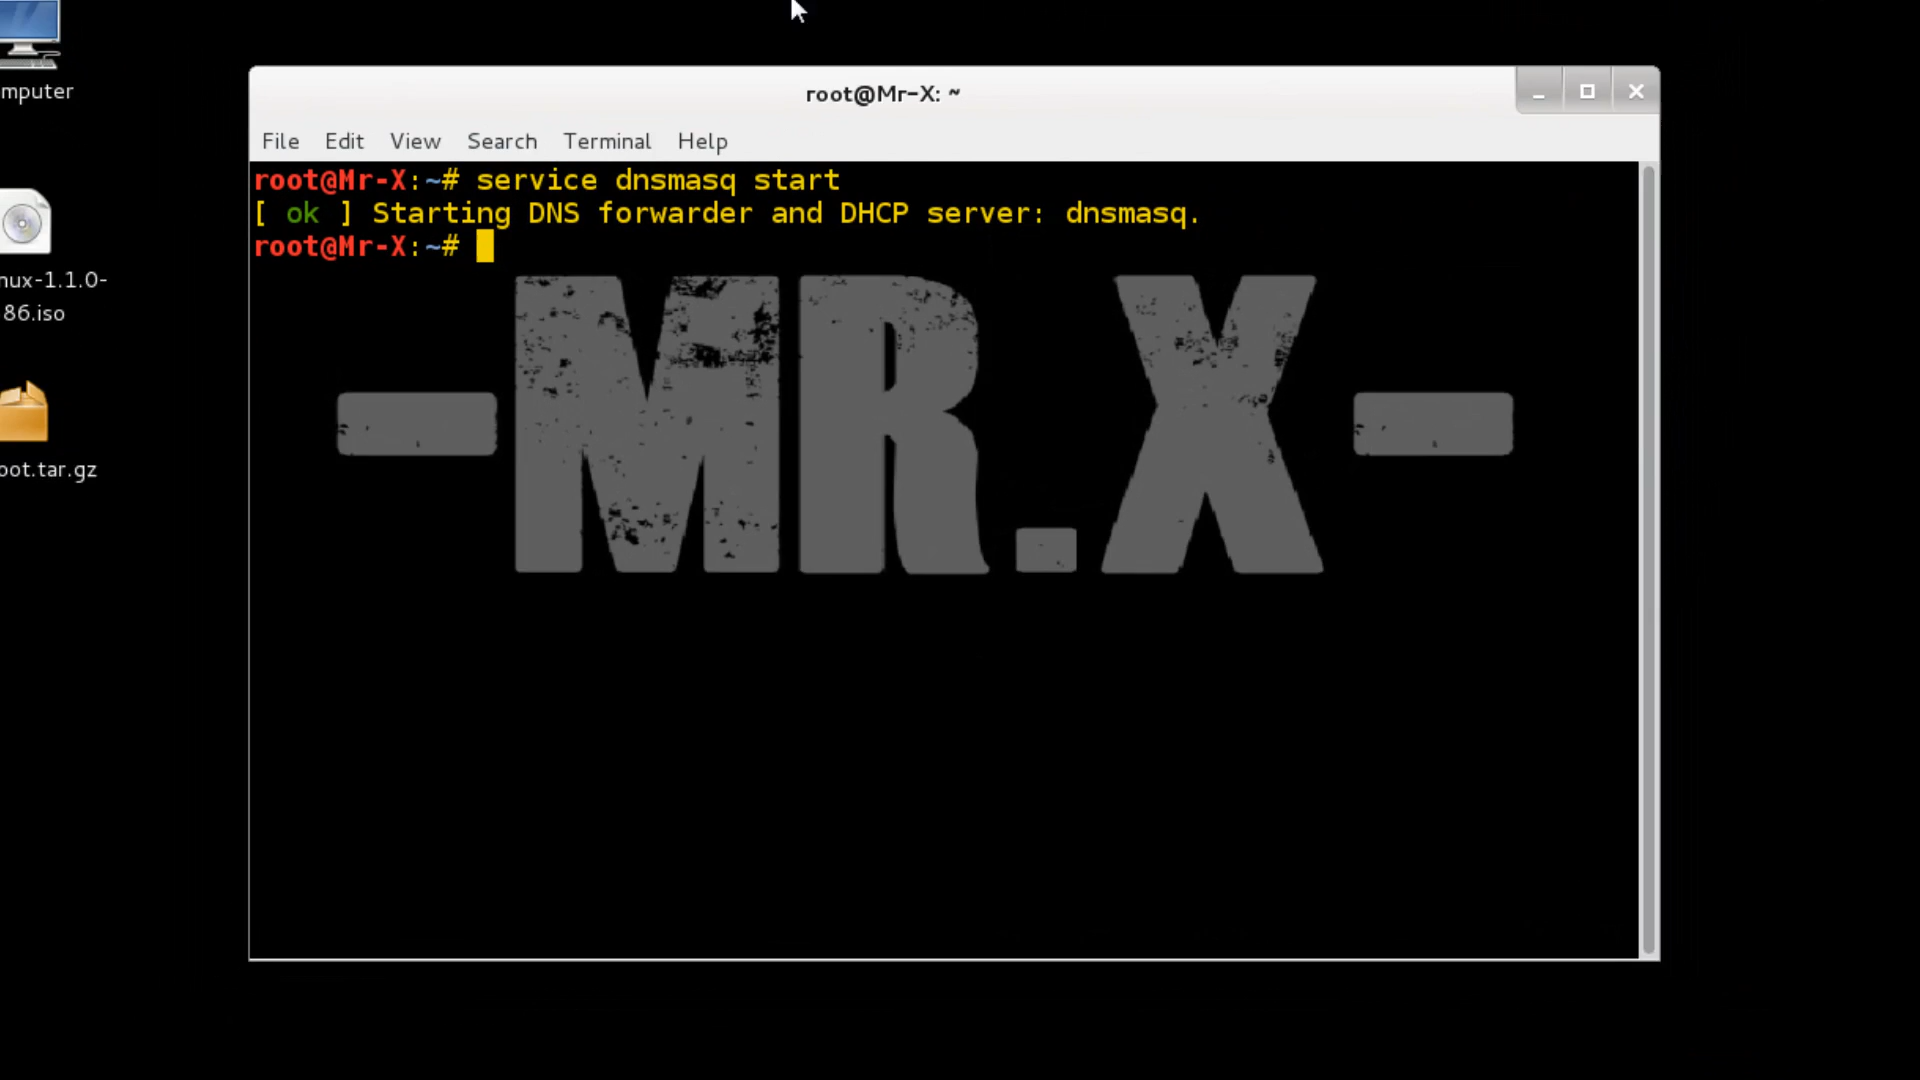 mputer
nux-1.1.0-
86.iso
oot.tar.gz
root@Mr-X: ~
File Edit View Search Terminal Help
root@Mr-X:~# service dnsmasq start
[ ok ] Starting DNS forwarder and DHCP server: dnsmasq.
root@Mr-X:~#
-MR.X-